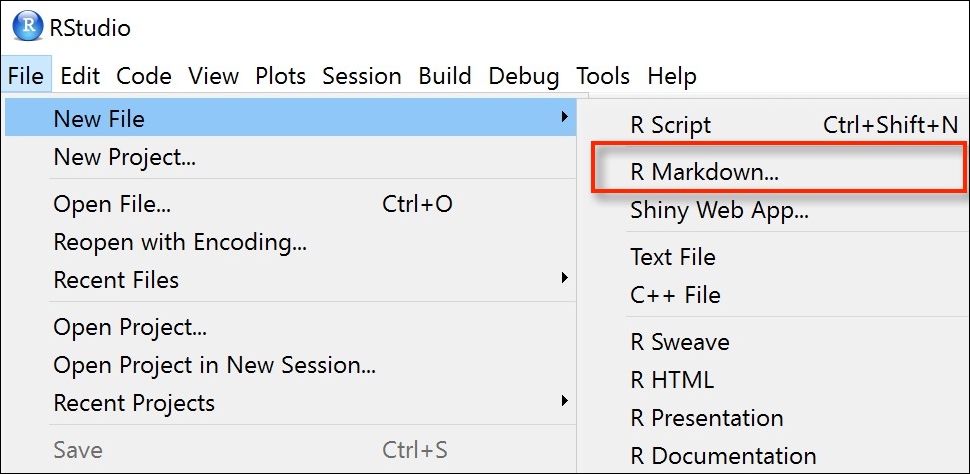 R RStudio
File Edit Code View Plots Session Build Debug Tools Help
New File
New Project...
Open File... Ctrl+O
Reopen with Encoding...
Recent Files
Open Project...
Open Project in New Session...
Recent Projects
Save Ctrl+S
R Script Ctrl+Shift+N
R Markdown...
Shiny Web App...
Text File
C++ File
R Sweave
R HTML
R Presentation
R Documentation